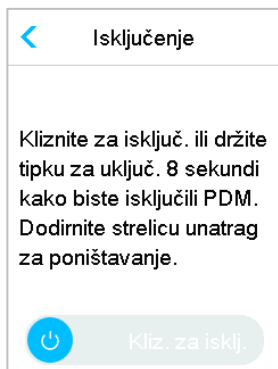 Isključenje
Kliznite za isključ. ili držite
tipku za uključ. 8 sekundi
kako biste isključili PDM.
Dodirnite strelicu unatrag
za poništavanje.
Kliz. za isklj.